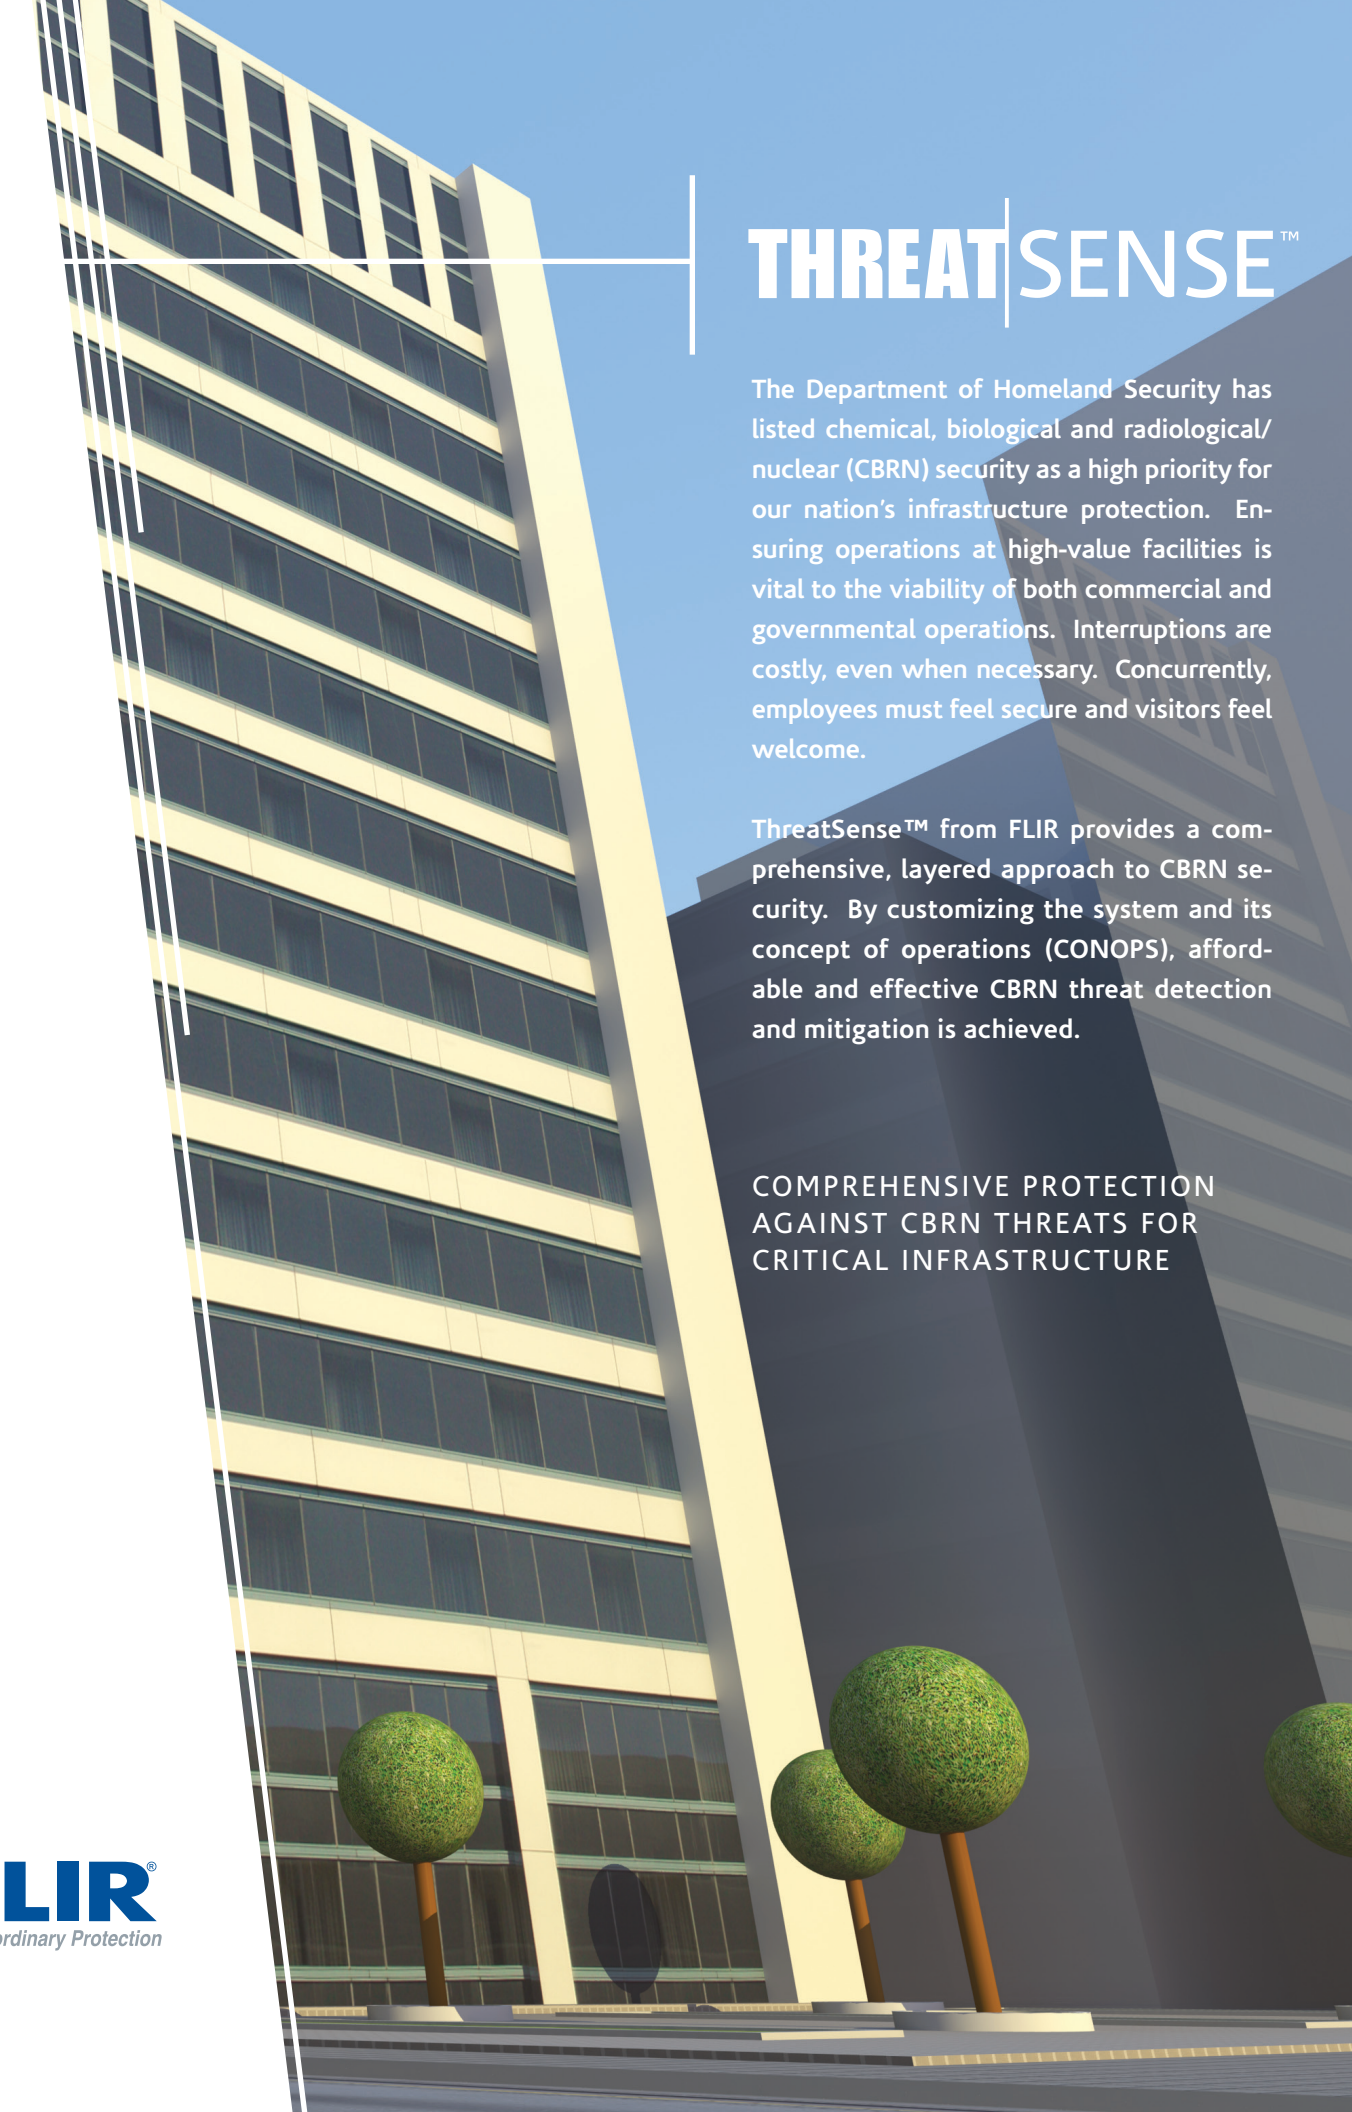 THREATSENSE™
The Department of Homeland Security has
listed chemical, biological and radiological/
nuclear (CBRN) security as a high priority for
our nation's infrastructure protection.  En-
suring operations at high-value facilities is
vital to the viability of both commercial and
governmental operations.  Interruptions are
costly, even when necessary.  Concurrently,
employees must feel secure and visitors feel
welcome.
ThreatSense™ from FLIR provides a com-
prehensive, layered approach to CBRN se-
curity.  By customizing the system and its
concept of operations (CONOPS), afford-
able and effective CBRN threat detection
and mitigation is achieved.
COMPREHENSIVE PROTECTION
AGAINST CBRN THREATS FOR
CRITICAL INFRASTRUCTURE
LIR®
ordinary Protection